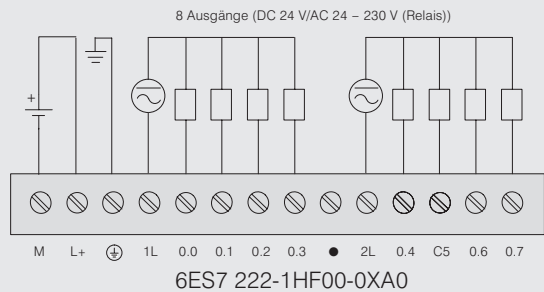 8 Ausgänge (DC 24 V/AC 24 – 230 V (Relais))
+
M L+ 1L 0.0 0.1 0.2 0.3 ● 2L 0.4 C5 0.6 0.7
6ES7 222-1HF00-0XA0